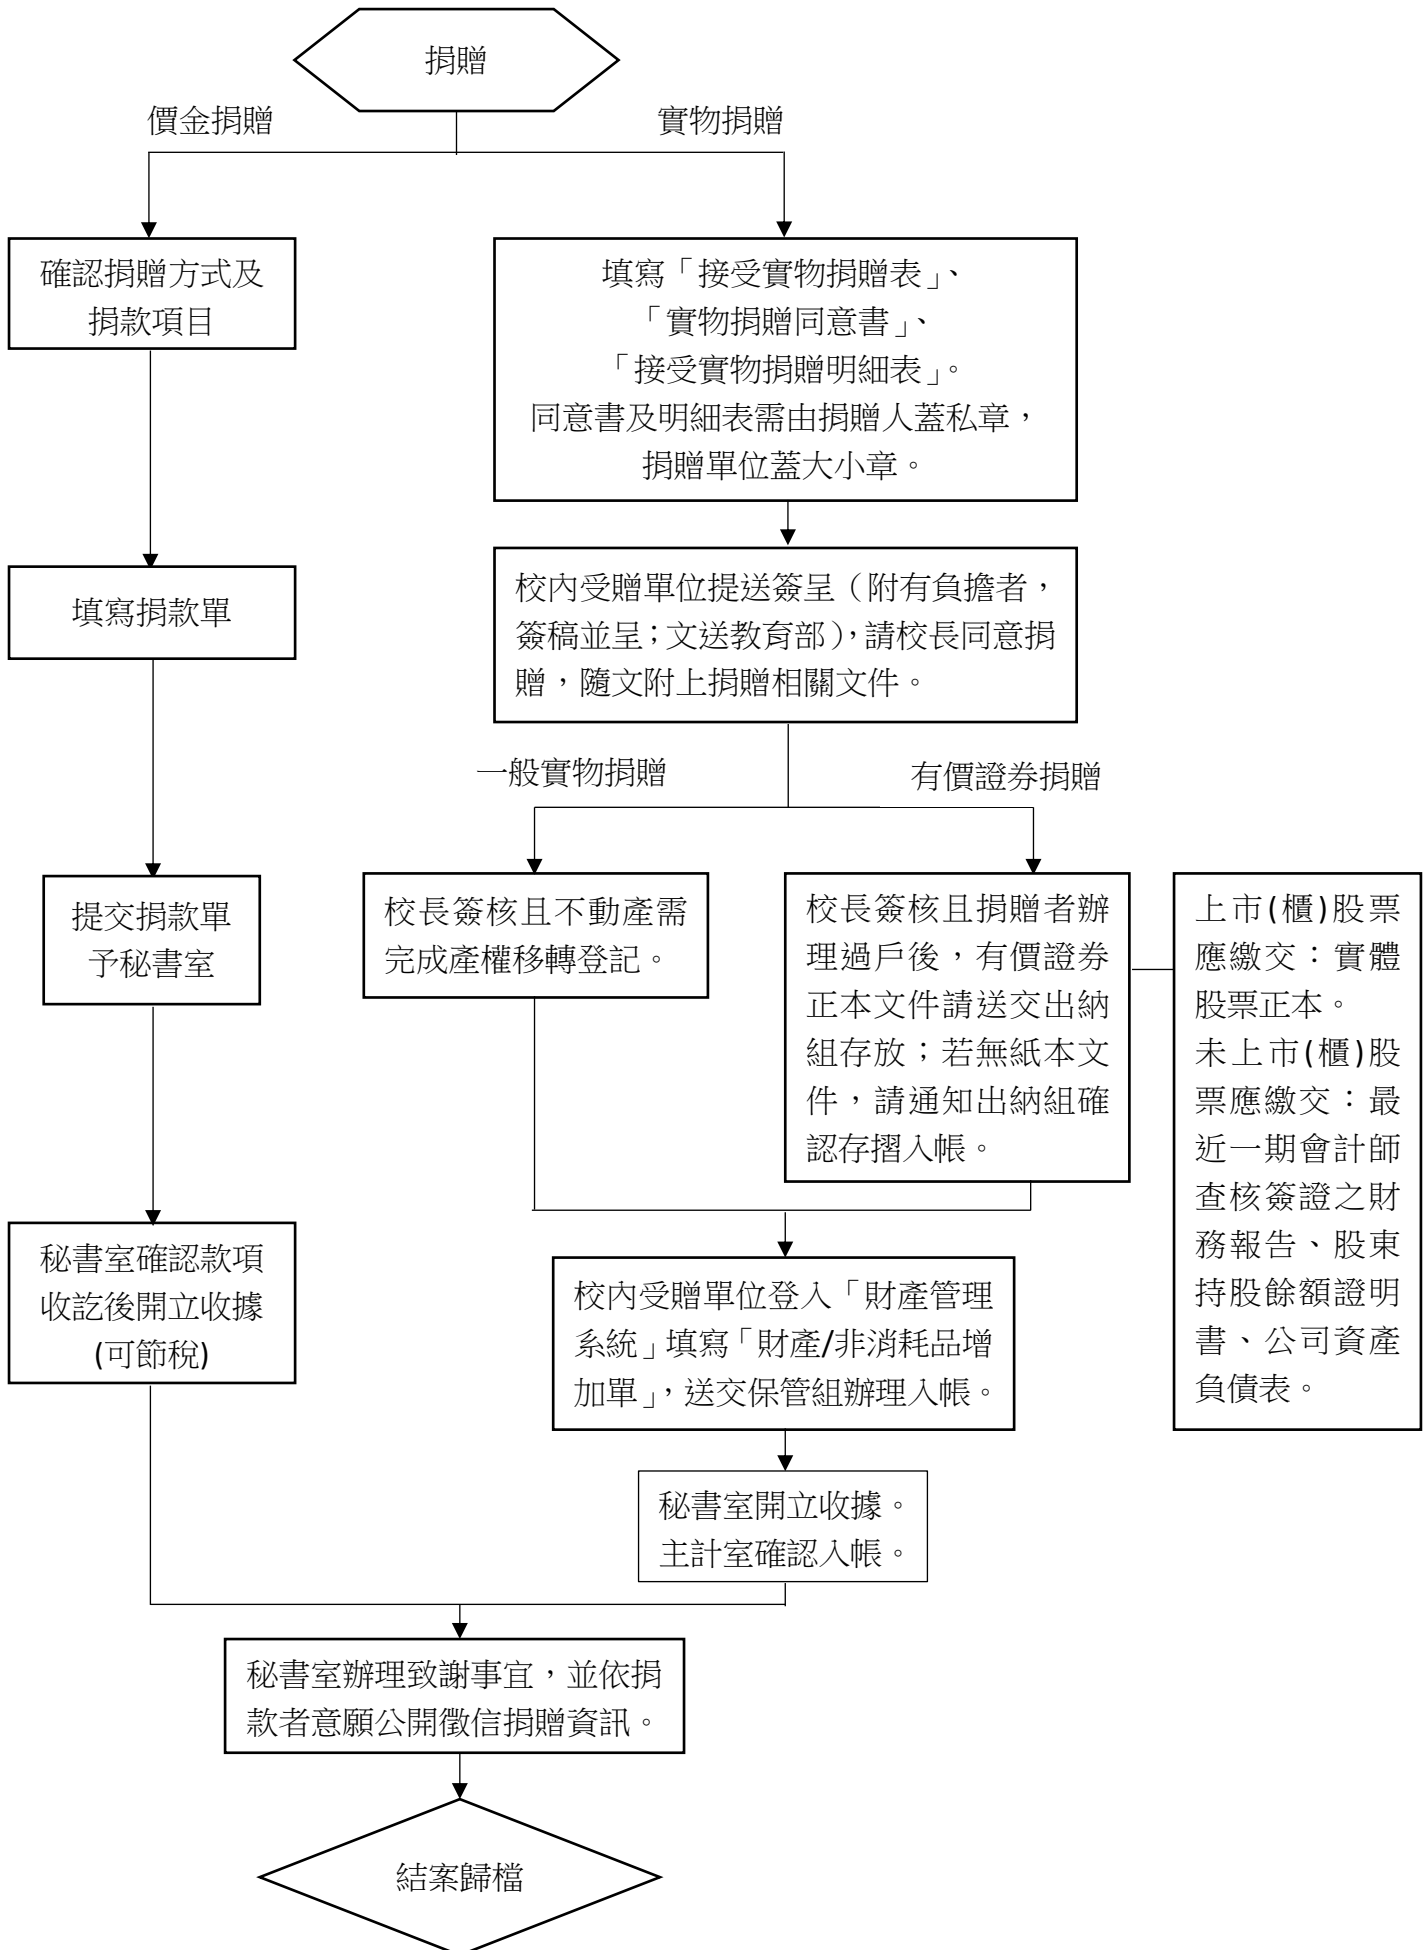 捐贈
價金捐贈
實物捐贈
確認捐贈方式及
捐款項目
填寫「接受實物捐贈表」、
「實物捐贈同意書」、
「接受實物捐贈明細表」。
同意書及明細表需由捐贈人蓋私章，
捐贈單位蓋大小章。
填寫捐款單
校內受贈單位提送簽呈（附有負擔者，
簽稿並呈；文送教育部），請校長同意捐
贈，隨文附上捐贈相關文件。
一般實物捐贈
有價證券捐贈
提交捐款單
予秘書室
校長簽核且不動產需
完成產權移轉登記。
校長簽核且捐贈者辦
理過戶後，有價證券
正本文件請送交出納
組存放；若無紙本文
件，請通知出納組確
認存摺入帳。
上市(櫃)股票
應繳交：實體
股票正本。
未上市(櫃)股
票應繳交：最
近一期會計師
查核簽證之財
務報告、股東
持股餘額證明
書、公司資產
負債表。
秘書室確認款項
收訖後開立收據
(可節稅)
校內受贈單位登入「財產管理
系統」填寫「財產/非消耗品增
加單」，送交保管組辦理入帳。
秘書室開立收據。
主計室確認入帳。
秘書室辦理致謝事宜，並依捐
款者意願公開徵信捐贈資訊。
結案歸檔